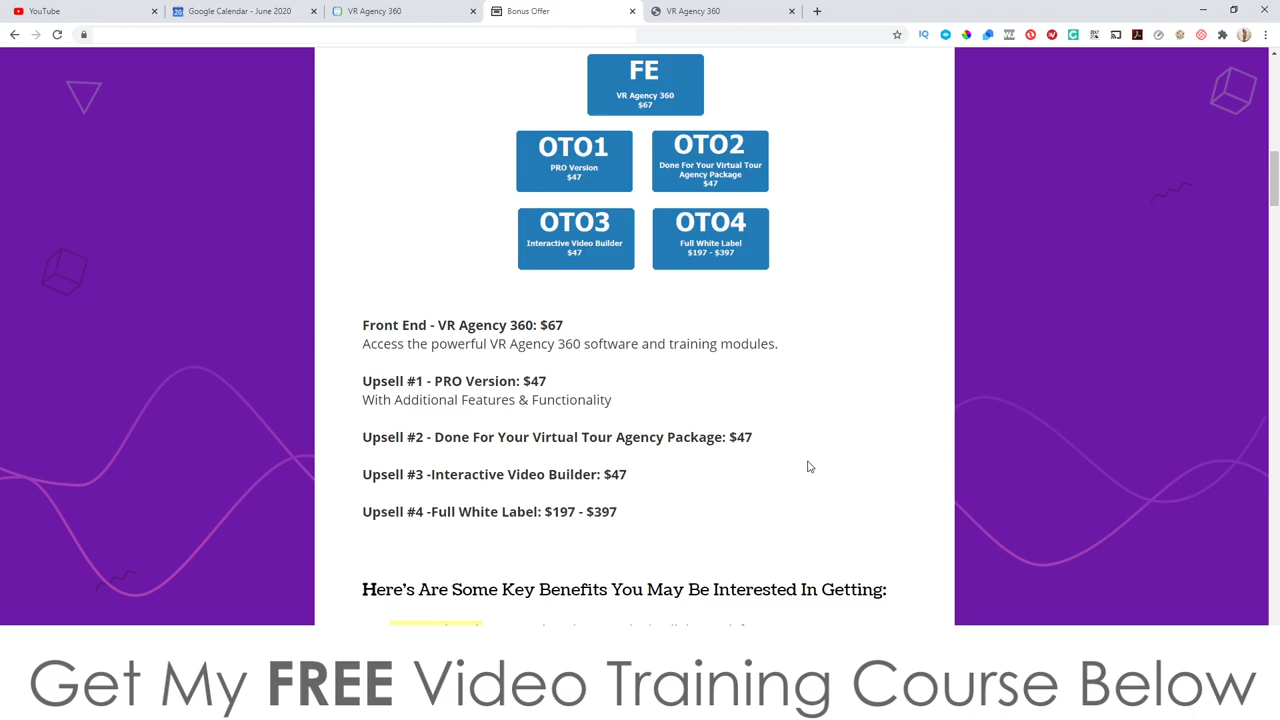 YouTube
Google Calendar - June 2020
VR Agency 360
Bonus Offer
VR Agency 360
FE
VR Agency 360
$67
OTO1
PRO Version
$47
OTO2
Done For Your Virtual Tour
Agency Package
$47
OTO3
Interactive Video Builder
$47
OTO4
Full White Label
$197 - $397
Front End - VR Agency 360: $67
Access the powerful VR Agency 360 software and training modules.
Upsell #1 - PRO Version: $47
With Additional Features & Functionality
Upsell #2 - Done For Your Virtual Tour Agency Package: $47
Upsell #3 -Interactive Video Builder: $47
Upsell #4 -Full White Label: $197 - $397
Here's Are Some Key Benefits You May Be Interested In Getting:
Get My FREE Video Training Course Below